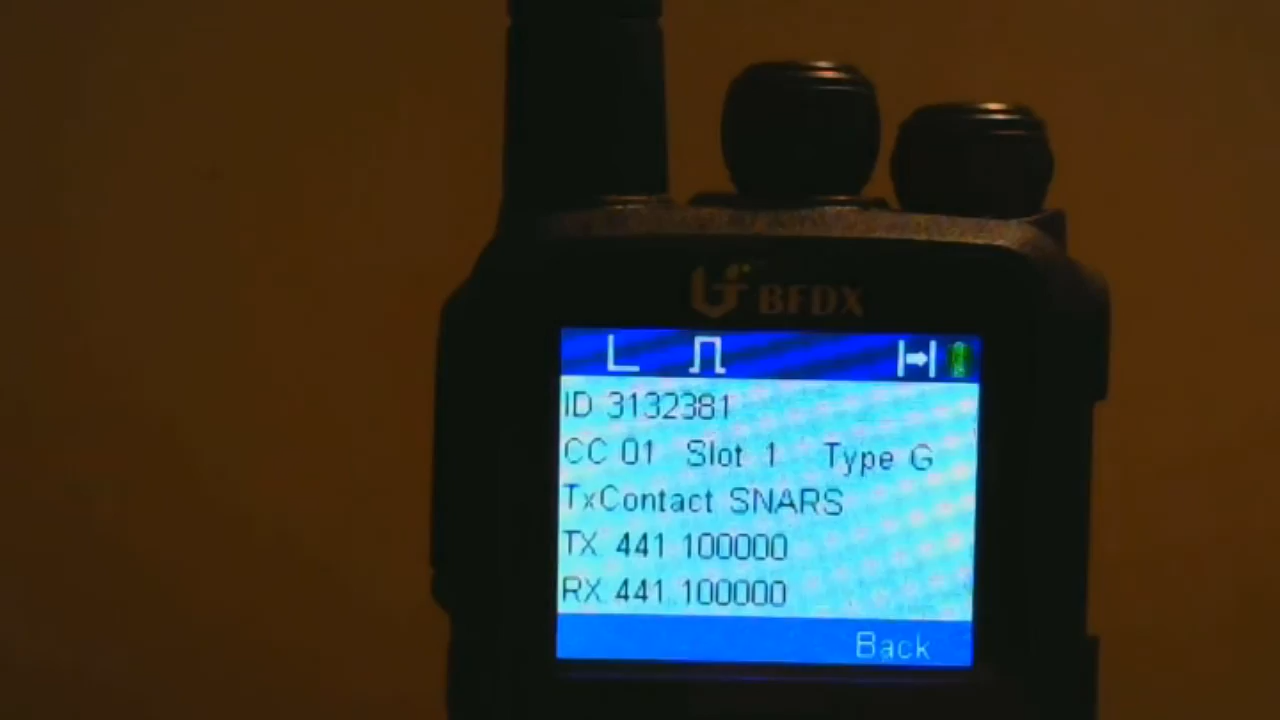 BFDX
ID 3132381
CC 01 Slot 1 Type G
TxContact SNARS
TX 441.100000
RX 441.100000
Back